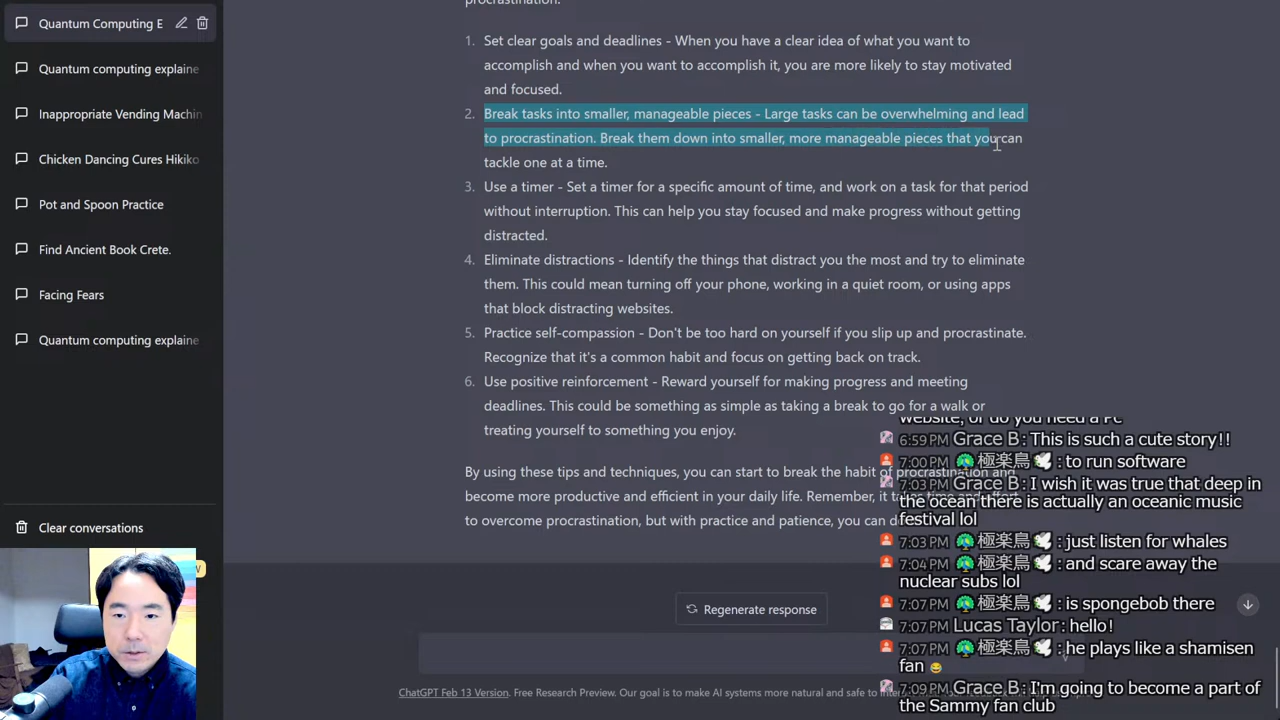 Quantum Computing E
Quantum computing explaine
Inappropriate Vending Machin
Chicken Dancing Cures Hikiko
Pot and Spoon Practice
Find Ancient Book Crete.
Facing Fears
Quantum computing explaine
Clear conversations
procrastination.
1. Set clear goals and deadlines - When you have a clear idea of what you want to
accomplish and when you want to accomplish it, you are more likely to stay motivated
and focused.
2. Break tasks into smaller, manageable pieces - Large tasks can be overwhelming and lead
to procrastination. Break them down into smaller, more manageable pieces that you can
tackle one at a time.
3. Use a timer - Set a timer for a specific amount of time, and work on a task for that period
without interruption. This can help you stay focused and make progress without getting
distracted.
4. Eliminate distractions - Identify the things that distract you the most and try to eliminate
them. This could mean turning off your phone, working in a quiet room, or using apps
that block distracting websites.
5. Practice self-compassion - Don't be too hard on yourself if you slip up and procrastinate.
Recognize that it's a common habit and focus on getting back on track.
6. Use positive reinforcement - Reward yourself for making progress and meeting
deadlines. This could be something as simple as taking a break to go for a walk or
treating yourself to something you enjoy.
By using these tips and techniques, you can start to break the habit of procrastination and
become more productive and efficient in your daily life. Remember, it takes time and effort
to overcome procrastination, but with practice and patience, you can d
Regenerate response
ChatGPT Feb 13 Version. Free Research Preview. Our goal is to make AI systems more natural and safe to
website, or do you need a PC
6:59 PM Grace B : This is such a cute story!!
7:00 PM 🦚 極楽鳥 🕊 : to run software
7:03 PM Grace B : I wish it was true that deep in
the ocean there is actually an oceanic music
festival lol
7:03 PM 🦚 極楽鳥 🕊 : just listen for whales
7:04 PM 🦚 極楽鳥 🕊 : and scare away the
nuclear subs lol
7:07 PM 🦚 極楽鳥 🕊 : is spongebob there
7:07 PM Lucas Taylor : hello!
7:07 PM 🦚 極楽鳥 🕊 : he plays like a shamisen
fan 😂
7:09 PM Grace B : I'm going to become a part of
the Sammy fan club